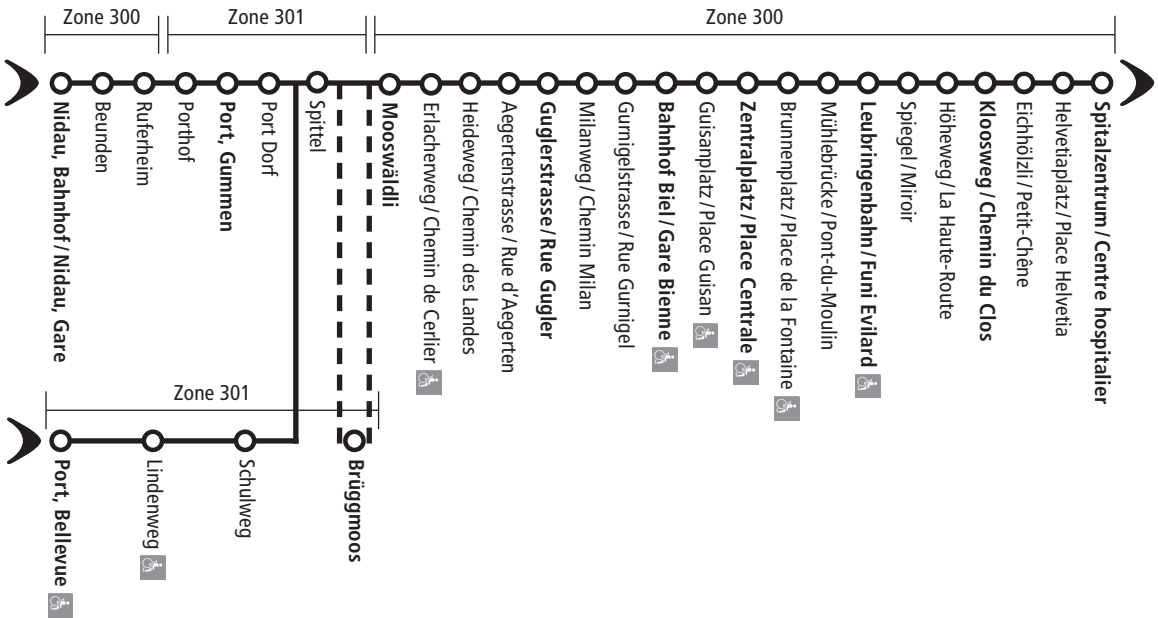 Zone 300
Zone 301
Zone 300
Nidau, Bahnhof / Nidau, Gare
Beunden
Ruferheim
Porthof
Port, Gummen
Port Dorf
Spittel
Mooswäldli
Erlacherweg / Chemin de Cerlier
Heideweg / Chemin des Landes
Aegertenstrasse / Rue d'Aegerten
Guglerstrasse / Rue Gugler
Milanweg / Chemin Milan
Gurnigelstrasse / Rue Gurnigel
Bahnhof Biel / Gare Bienne
Guisanplatz / Place Guisan
Zentralplatz / Place Centrale
Brunnenplatz / Place de la Fontaine
Mühlebrücke / Pont-du-Moulin
Leubringenbahn / Funi Evilard
Spiegel / Miroir
Höheweg / La Haute-Route
Kloosweg / Chemin du Clos
Eichhölzli / Petit-Chêne
Helvetiaplatz / Place Helvetia
Spitalzentrum / Centre hospitalier
Zone 301
Port, Bellevue
Lindenweg
Schulweg
Brüggmoos